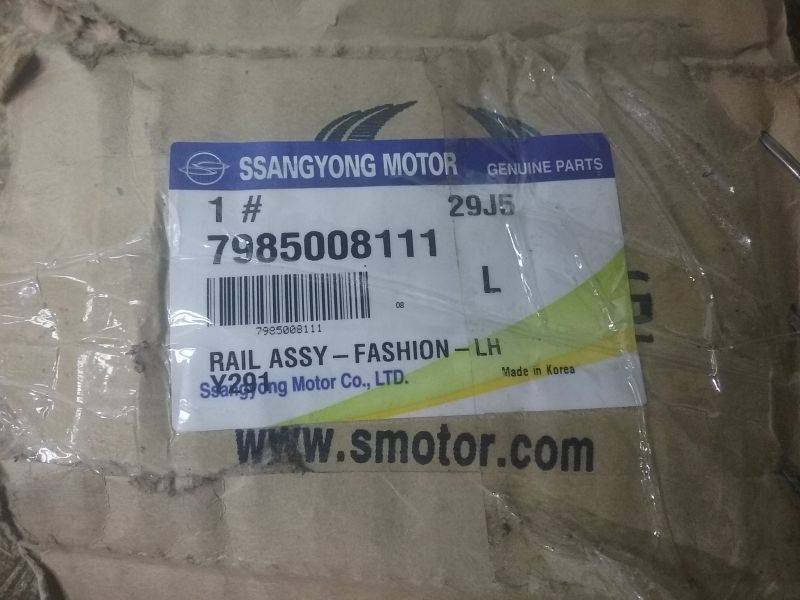 SSANGYONG MOTOR GENUINE PARTS
1 # 29J5
7985008111
L
08
7985008111
RAIL ASSY-FASHION-LH
Y291
Ssangyong Motor Co., LTD.
Made in Korea
www.smotor.com